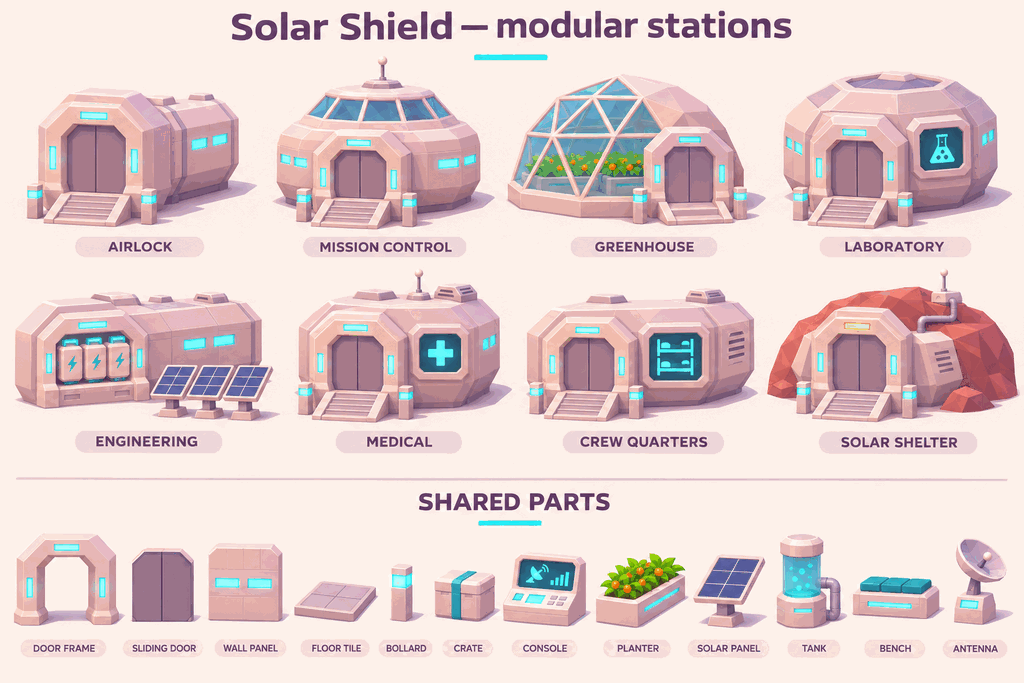 Solar Shield — modular stations
AIRLOCK
MISSION CONTROL
GREENHOUSE
LABORATORY
ENGINEERING
MEDICAL
CREW QUARTERS
SOLAR SHELTER
SHARED PARTS
DOOR FRAME
SLIDING DOOR
WALL PANEL
FLOOR TILE
BOLLARD
CRATE
CONSOLE
PLANTER
SOLAR PANEL
TANK
BENCH
ANTENNA